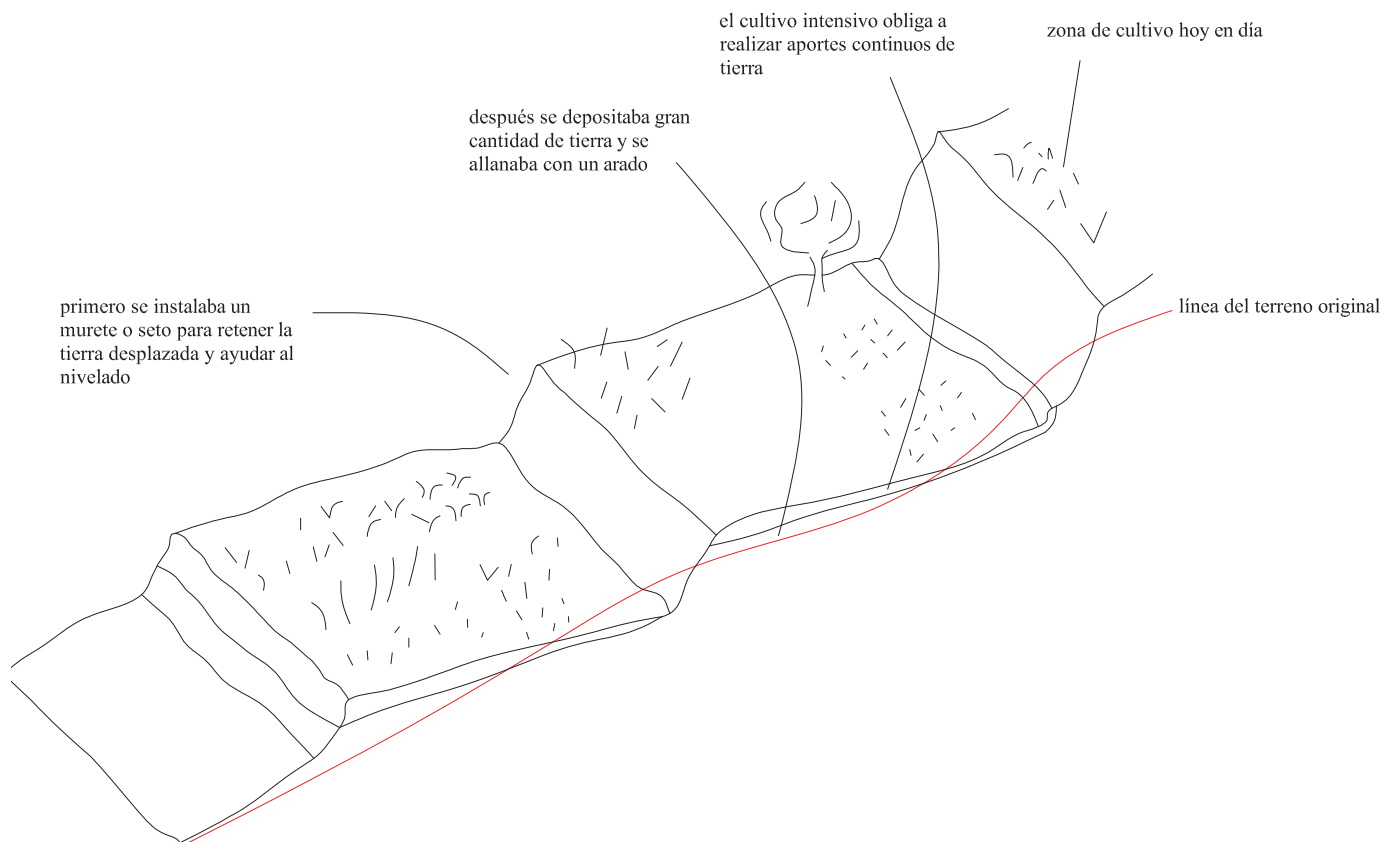 el cultivo intensivo obliga a
realizar aportes continuos de
tierra
zona de cultivo hoy en día
después se depositaba gran
cantidad de tierra y se
allanaba con un arado
primero se instalaba un
murete o seto para retener la
tierra desplazada y ayudar al
nivelado
línea del terreno original